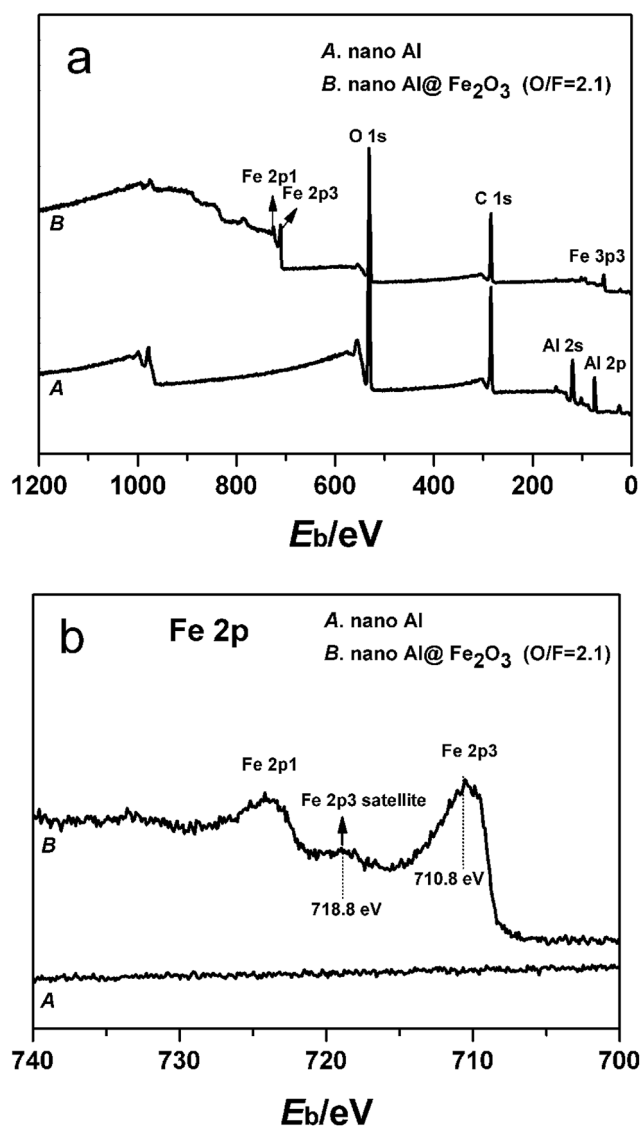 a
A. nano Al
B. nano Al@ Fe2O3 (O/F=2.1)
O 1s
Fe 2p1
Fe 2p3
C 1s
B
Fe 3p3
Al 2s
Al 2p
A
1200 1000 800 600 400 200 0
Eb/eV
b
Fe 2p
A. nano Al
B. nano Al@ Fe2O3 (O/F=2.1)
Fe 2p3
Fe 2p1
Fe 2p3 satellite
B
710.8 eV
718.8 eV
A
740 730 720 710 700
Eb/eV